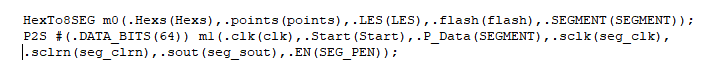 HexTo8SEG m0(.Hexs(Hexs),.points(points),.LES(LES),.flash(flash),.SEGMENT(SEGMENT));
P2S #(.DATA_BITS(64)) m1(.clk(clk),.Start(Start),.P_Data(SEGMENT),.sclk(seg_clk),
.sclrn(seg_clrn),.sout(seg_sout),.EN(SEG_PEN));